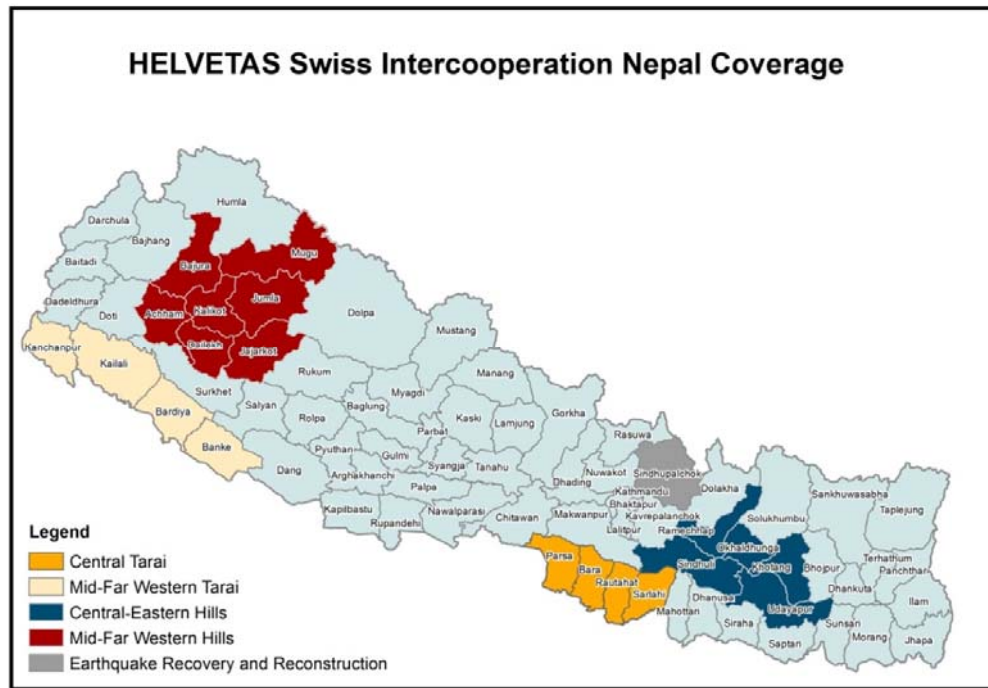 HELVETAS Swiss Intercooperation Nepal Coverage
Humla
Darchula
Bajhang
Mugu
Baitadi
Bajura
Dadeldhura
Doti
Achham
Kalikot
Jumla
Dolpa
Kanchanpur
Kailali
Dailekh
Jajarkot
Mustang
Rukum
Manang
Surkhet
Salyan
Myagdi
Bardiya
Baglung
Kaski
Lamjung
Gorkha
Rolpa
Parbat
Rasuwa
Banke
Pyuthan
Gulmi
Syangja
Tanahu
Nuwakot
Sindhupalchok
Dang
Arghakhanchi
Palpa
Dhading
Kathmandu
Dolakha
Sankhuwasabha
Taplejung
Kapilbastu
Nawalparasi
Chitawan
Makwanpur
Bhaktapur
Kavrepalanchok
Lalitpur
Ramechhap
Solukhumbu
Rupandehi
Okhaldhunga
Terhathum
Panchthar
Parsa
Bara
Sindhuli
Khotang
Bhojpur
Dhankuta
Rautahat
Sarlahi
Udayapur
Ilam
Mahottari
Dhanusa
Siraha
Sunsari
Saptari
Morang
Jhapa
Legend
Central Tarai
Mid-Far Western Tarai
Central-Eastern Hills
Mid-Far Western Hills
Earthquake Recovery and Reconstruction